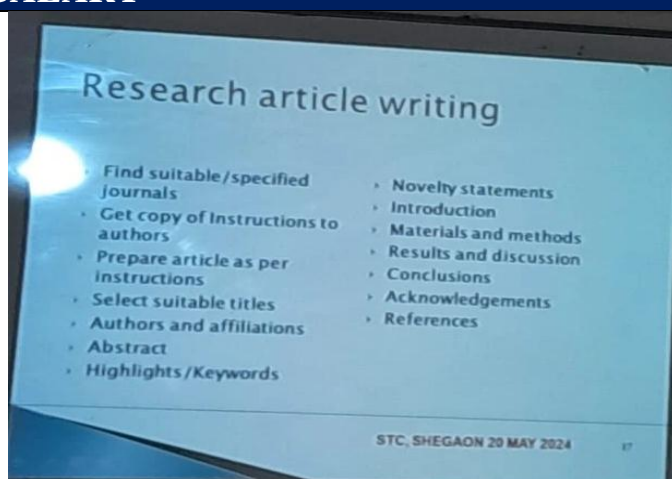 Research article writing
Find suitable/specified
journals
Get copy of Instructions to
authors
Prepare article as per
instructions
Select suitable titles
Authors and affiliations
Abstract
Highlights/Keywords
Novelty statements
Introduction
Materials and methods
Results and discussion
Conclusions
Acknowledgements
References
STC, SHEGAON 20 MAY 2024
17